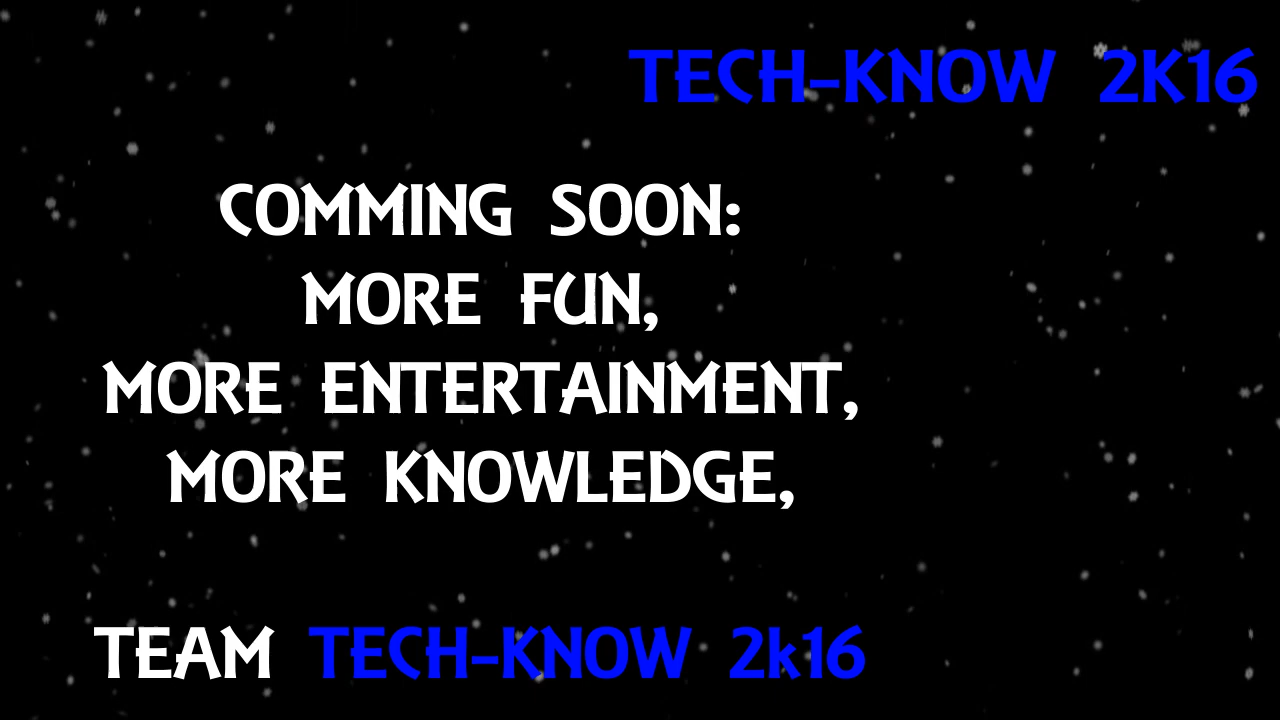 TECH-KNOW 2K16
COMMING SOON:
MORE FUN,
MORE ENTERTAINMENT,
MORE KNOWLEDGE,
TEAM TECH-KNOW 2k16